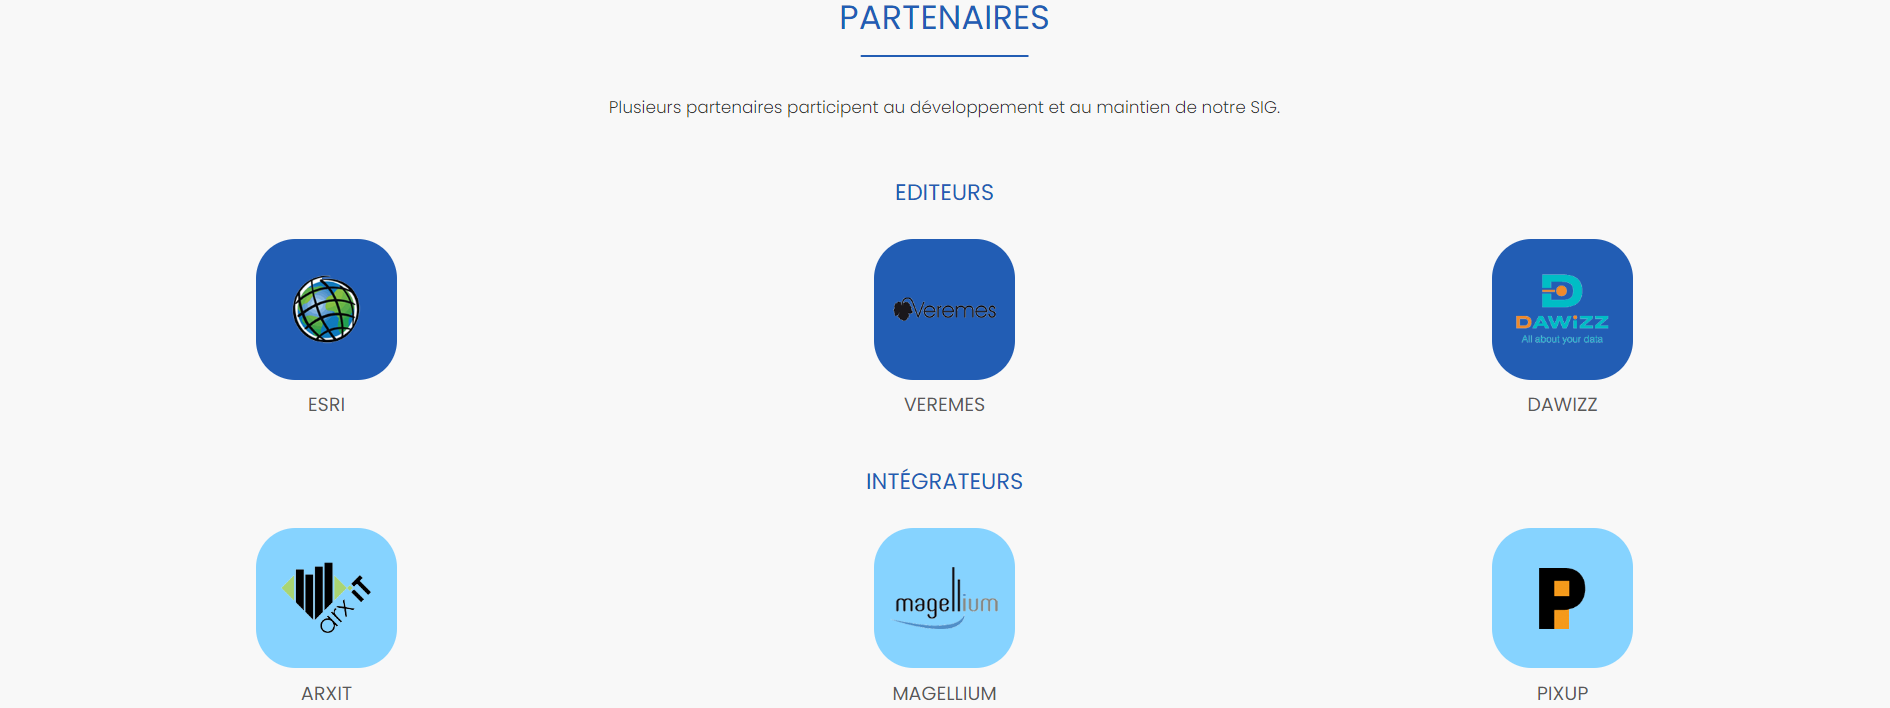 PARTENAIRES
Plusieurs partenaires participent au développement et au maintien de notre SIG.
EDITEURS
Veremes
D
DAWiZZ
All about your data
ESRI
VEREMES
DAWIZZ
INTÉGRATEURS
arx iT
magellium
P
ARXIT
MAGELLIUM
PIXUP